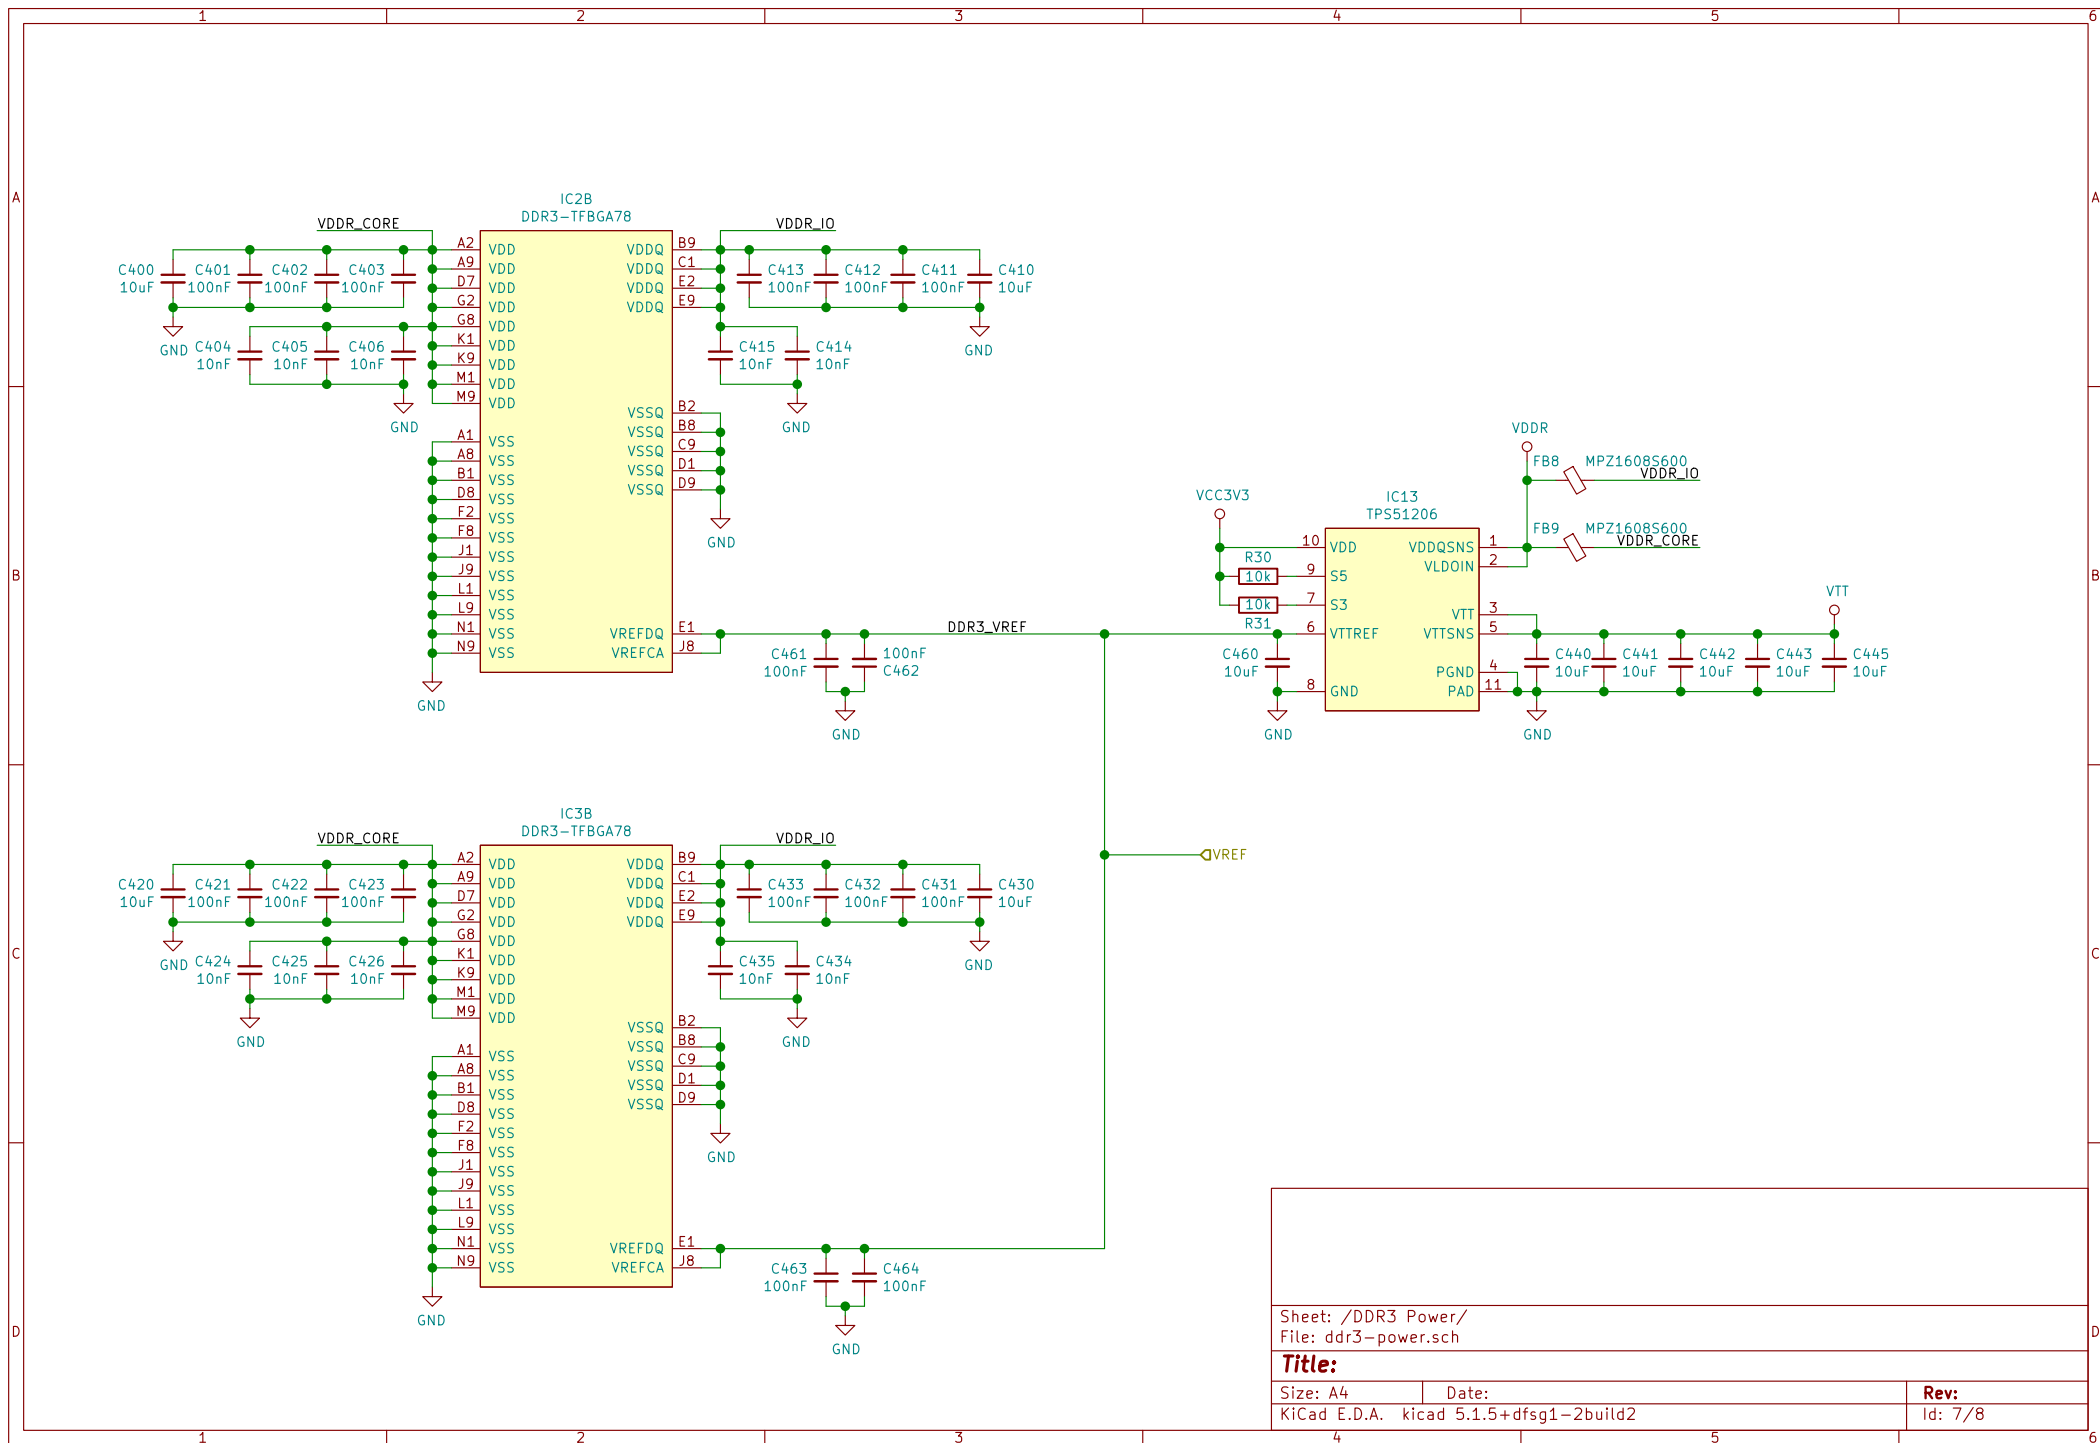 1 2 3 4 5 6
A A
IC2B
DDR3-TFBGA78
VDDR_CORE VDDR_IO
A2 VDD VDDQ B9
A9 VDD VDDQ C1
D7 VDD VDDQ E2
G2 VDD VDDQ E9
G8 VDD
K1 VDD
K9 VDD
M1 VDD
M9 VDD
C400 C401 C402 C403
10uF 100nF 100nF 100nF
C413 C412 C411 C410
100nF 100nF 100nF 10uF
GND C404 C405 C406
10nF 10nF 10nF
C415 C414 GND
10nF 10nF
GND GND
VSSQ B2
VSSQ B8
VSSQ C9
VSSQ D1
VSSQ D9
GND
A1 VSS
A8 VSS
B1 VSS
D8 VSS
F2 VSS
F8 VSS
J1 VSS
J9 VSS
L1 VSS
L9 VSS
N1 VSS VREFDQ E1
N9 VSS VREFCA J8
GND
DDR3_VREF
C461 100nF
100nF C462
GND
B B
VDDR
FB8 MPZ1608S600
VDDR_IO
FB9 MPZ1608S600
VDDR_CORE
VCC3V3
IC13
TPS51206
10 VDD VDDQSNS 1
VLDOIN 2
R30
10k 9 S5
10k 7 S3
R31
VTT 3
6 VTTREF VTTSNS 5
PGND 4
8 GND PAD 11
VTT
C460
10uF
C440 C441 C442 C443 C445
10uF 10uF 10uF 10uF 10uF
GND GND
IC3B
DDR3-TFBGA78
VDDR_CORE VDDR_IO
VREF
A2 VDD VDDQ B9
A9 VDD VDDQ C1
D7 VDD VDDQ E2
G2 VDD VDDQ E9
G8 VDD
K1 VDD
K9 VDD
M1 VDD
M9 VDD
C420 C421 C422 C423
10uF 100nF 100nF 100nF
C433 C432 C431 C430
100nF 100nF 100nF 10uF
C C
GND C424 C425 C426
10nF 10nF 10nF
C435 C434 GND
10nF 10nF
GND GND
VSSQ B2
VSSQ B8
VSSQ C9
VSSQ D1
VSSQ D9
GND
A1 VSS
A8 VSS
B1 VSS
D8 VSS
F2 VSS
F8 VSS
J1 VSS
J9 VSS
L1 VSS
L9 VSS
N1 VSS VREFDQ E1
N9 VSS VREFCA J8
GND
C463 C464
100nF 100nF
GND
D D
Sheet: /DDR3 Power/
File: ddr3-power.sch
Title:
Size: A4 Date: Rev:
KiCad E.D.A. kicad 5.1.5+dfsg1-2build2 Id: 7/8
1 2 3 4 5 6